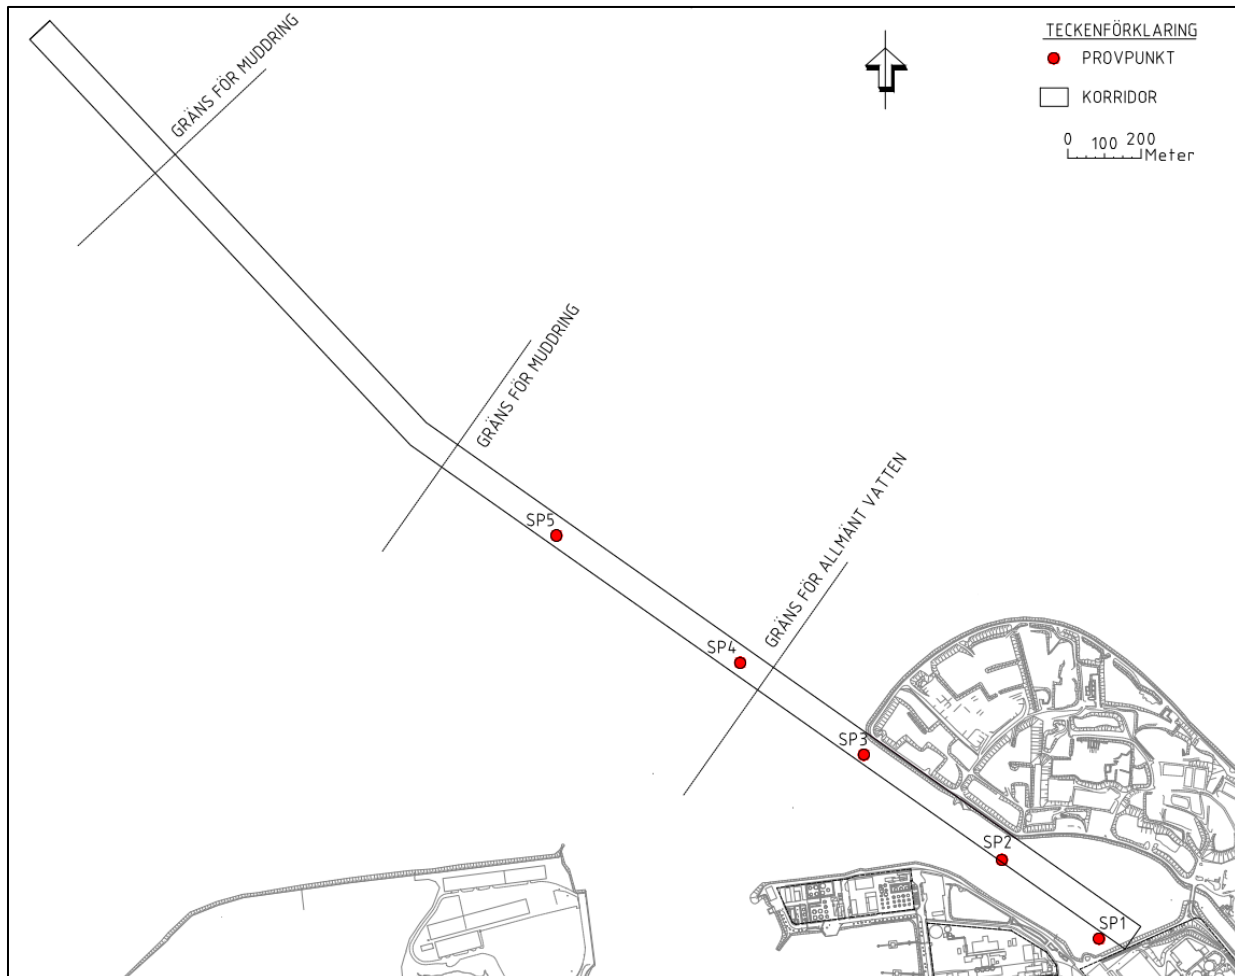 TECKENFÖRKLARING
PROVPUNKT
KORRIDOR
0 100 200
Meter
GRÄNS FÖR MUDDRING
GRÄNS FÖR MUDDRING
GRÄNS FÖR ALLMÄNT VATTEN
SP5
SP4
SP3
SP2
SP1